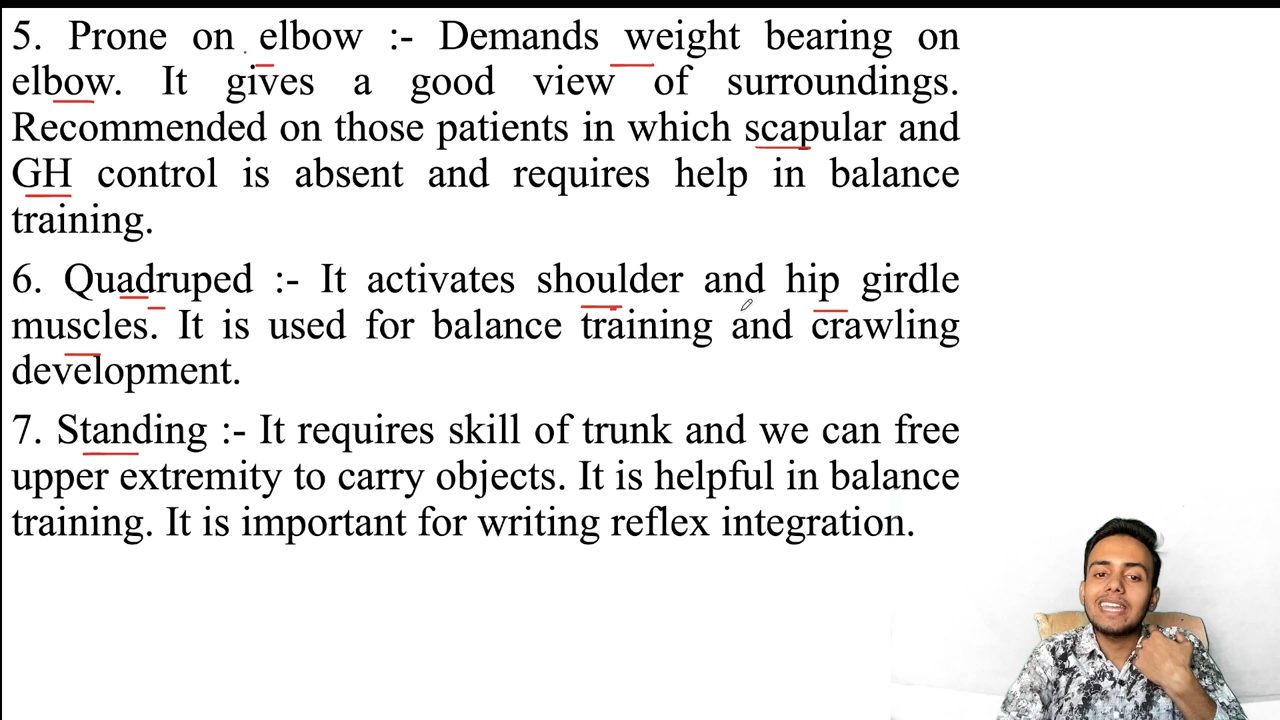 5. Prone on elbow :- Demands weight bearing on
elbow. It gives a good view of surroundings.
Recommended on those patients in which scapular and
GH control is absent and requires help in balance
training.
6. Quadruped :- It activates shoulder and hip girdle
muscles. It is used for balance training and crawling
development.
7. Standing :- It requires skill of trunk and we can free
upper extremity to carry objects. It is helpful in balance
training. It is important for writing reflex integration.